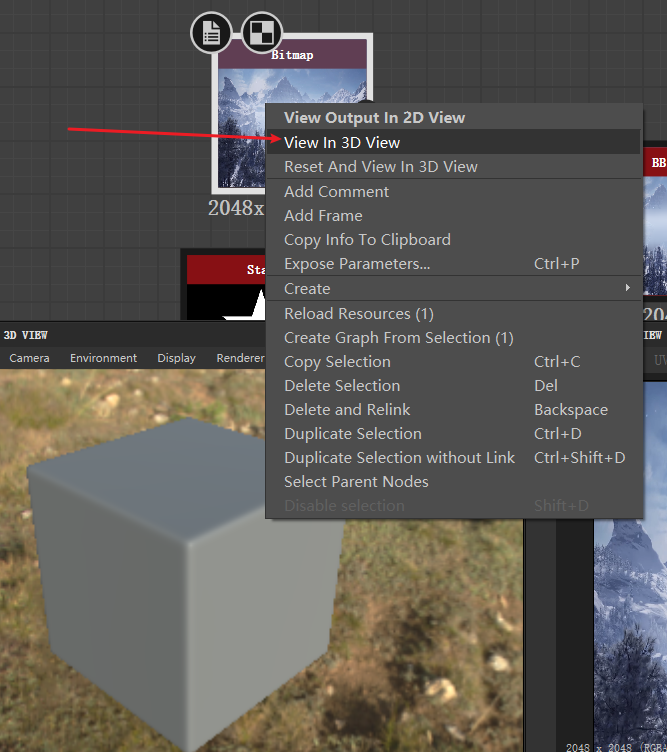 Bitmap
View Output In 2D View
View In 3D View
Reset And View In 3D View
BB
Add Comment
Add Frame
2048x
Copy Info To Clipboard
Expose Parameters... Ctrl+P
Sta
Create
204
Reload Resources (1)
3D VIEW
IEW
Create Graph From Selection (1)
Camera Environment Display Renderer
Copy Selection Ctrl+C
UV
Delete Selection Del
Delete and Relink Backspace
Duplicate Selection Ctrl+D
Duplicate Selection without Link Ctrl+Shift+D
Select Parent Nodes
Disable selection Shift+D
2048 x 2048 (RGB